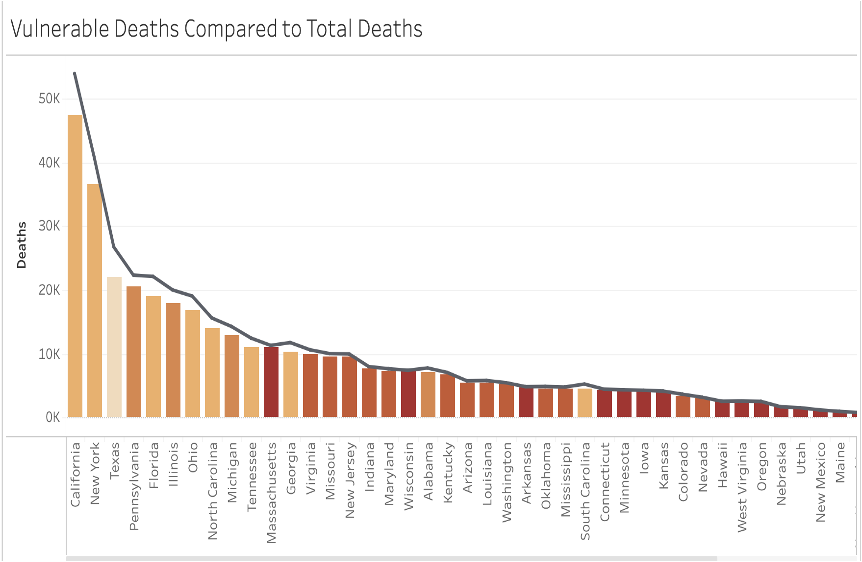 Vulnerable Deaths Compared to Total Deaths
50K
40K
30K
20K
10K
0K
Deaths
California
New York
Texas
Pennsylvania
Florida
Illinois
Ohio
North Carolina
Michigan
Tennessee
Massachusetts
Georgia
Virginia
Missouri
New Jersey
Indiana
Maryland
Wisconsin
Alabama
Kentucky
Arizona
Louisiana
Washington
Arkansas
Oklahoma
Mississippi
South Carolina
Connecticut
Minnesota
Iowa
Kansas
Colorado
Nevada
Hawaii
West Virginia
Oregon
Nebraska
Utah
New Mexico
Maine